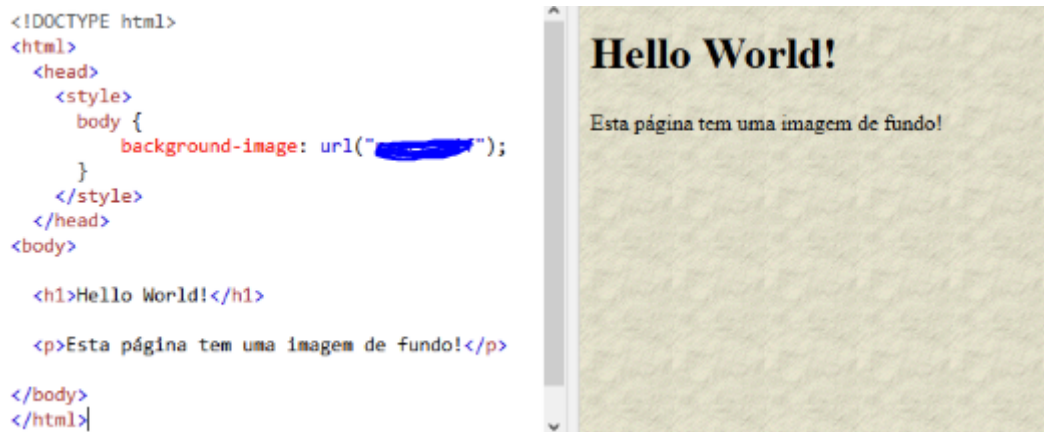 <!DOCTYPE html>
<html>
<head>
<style>
body {
background-image: url("");
}
</style>
</head>
<body>
<h1>Hello World!</h1>
<p>Esta página tem uma imagem de fundo!</p>
</body>
</html>
Hello World!
Esta página tem uma imagem de fundo!